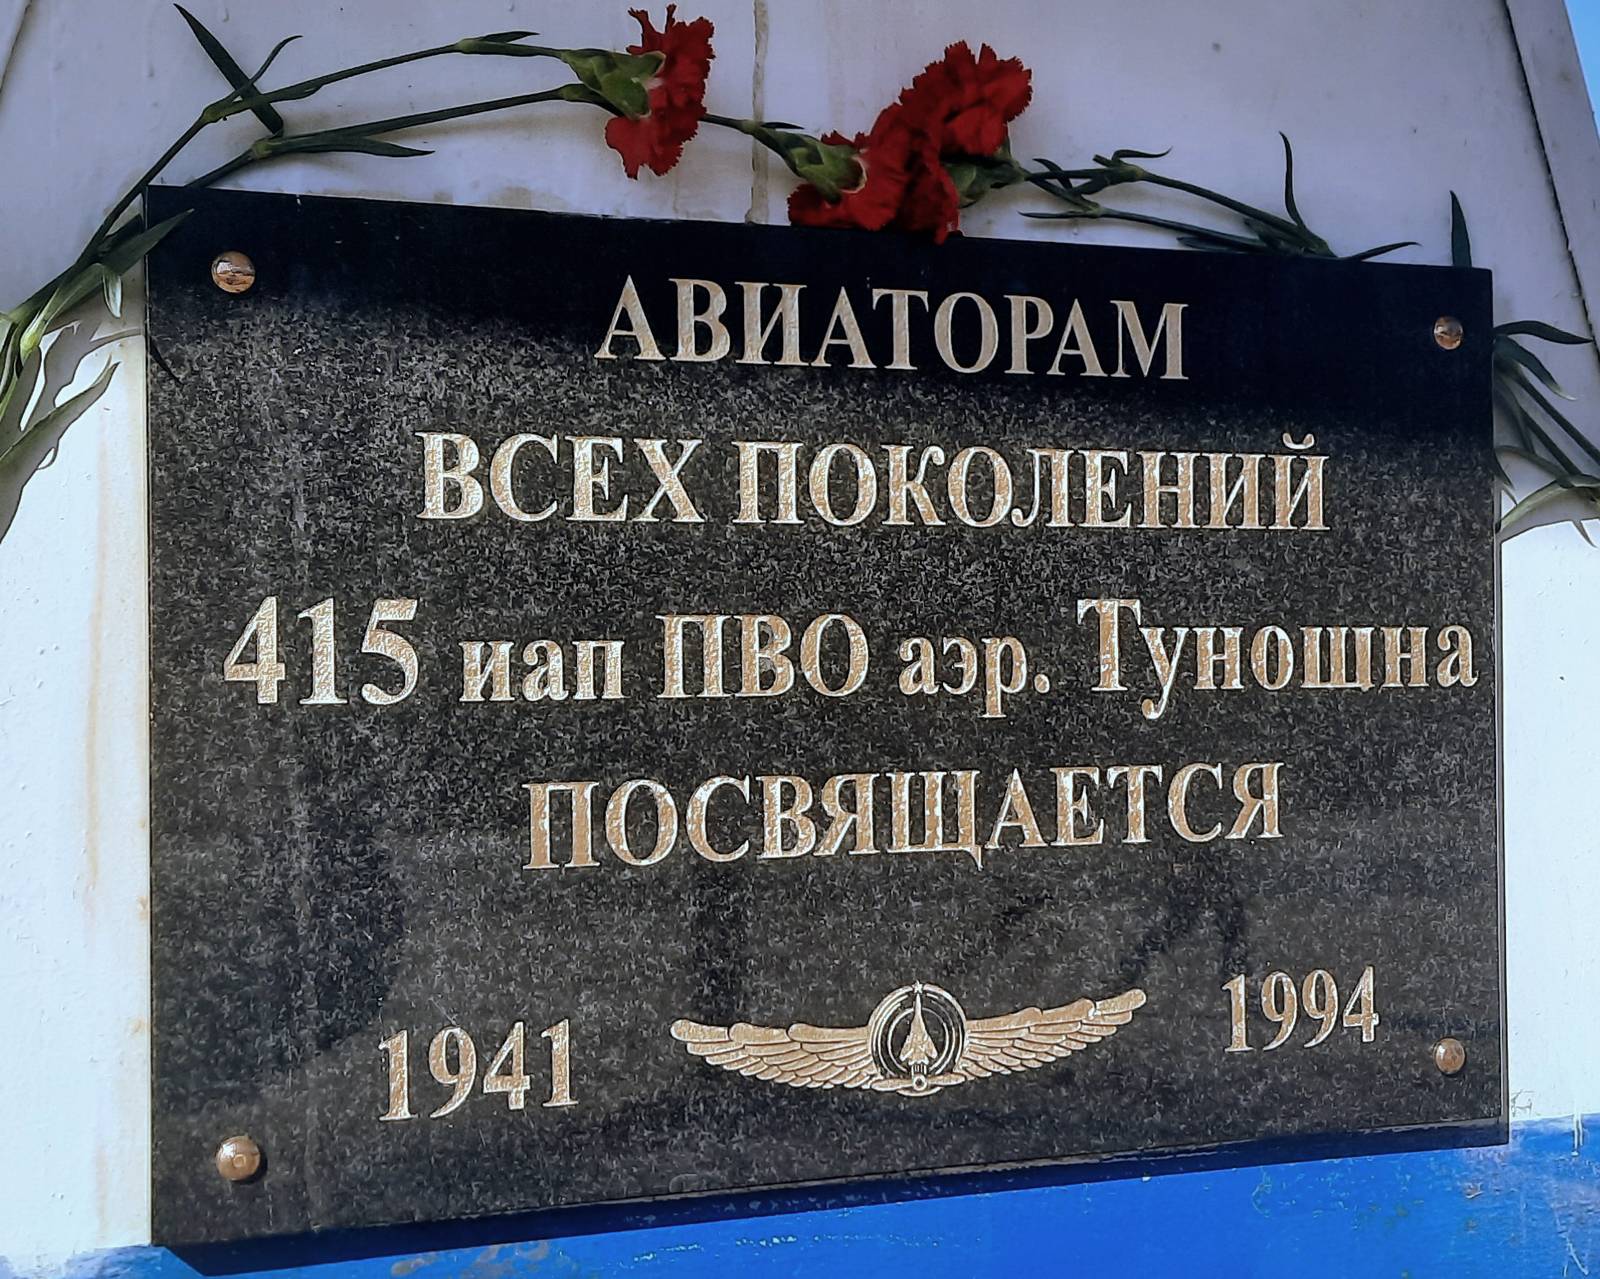 АВИАТОРАМ
ВСЕХ ПОКОЛЕНИЙ
415 иап ПВО аэр. Туношна
ПОСВЯЩАЕТСЯ
1941 1994